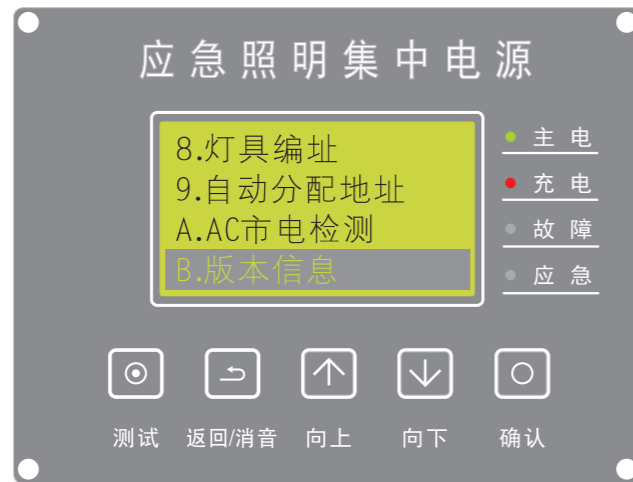 应急照明集中电源
8.灯具编址
9.自动分配地址
A.AC市电检测
B.版本信息
主电
充电
故障
应急
测试
返回/消音
向上
向下
确认